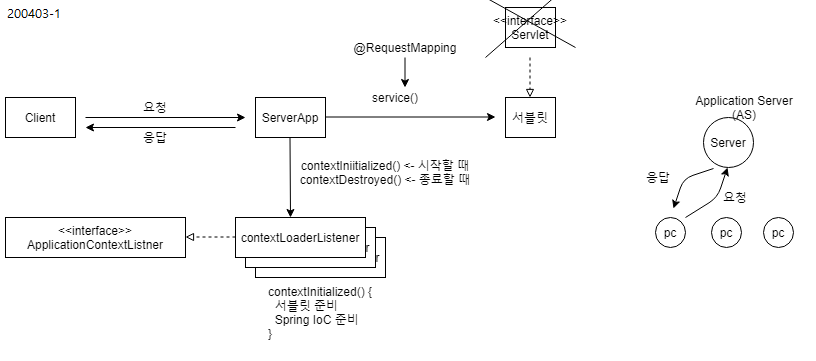 200403-1
<<interface>>
Servlet
@RequestMapping
Client
요청
응답
ServerApp
service()
서블릿
contextIniitialized() <- 시작할 때
contextDestroyed() <- 종료할 때
<<interface>>
ApplicationContextListner
contextLoaderListener
r
r
contextInitialized() {
서블릿 준비
Spring IoC 준비
}
Application Server
(AS)
Server
응답
요청
pc
pc
pc